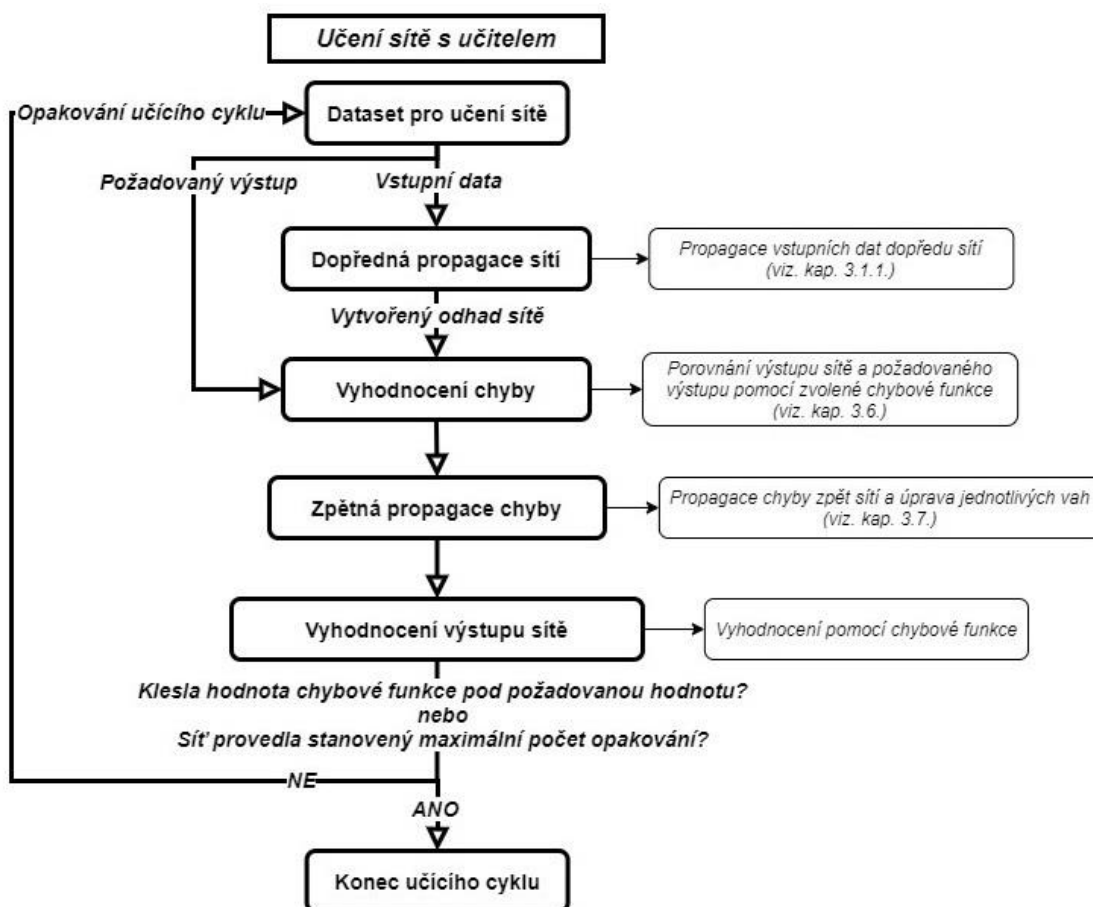 Učení sítě s učitelem
Opakování učícího cyklu
Dataset pro učení sítě
Požadovaný výstup
Vstupní data
Dopředná propagace sítí
Propagace vstupních dat dopředu sítí
(viz. kap. 3.1.1.)
Vytvořený odhad sítě
Vyhodnocení chyby
Porovnání výstupu sítě a požadovaného
výstupu pomocí zvolené chybové funkce
(viz. kap. 3.6.)
Zpětná propagace chyby
Propagace chyby zpět sítí a úprava jednotlivých vah
(viz. kap. 3.7.)
Vyhodnocení výstupu sítě
Vyhodnocení pomocí chybové funkce
Klesla hodnota chybové funkce pod požadovanou hodnotu?
nebo
Síť provedla stanovený maximální počet opakování?
NE
ANO
Konec učícího cyklu